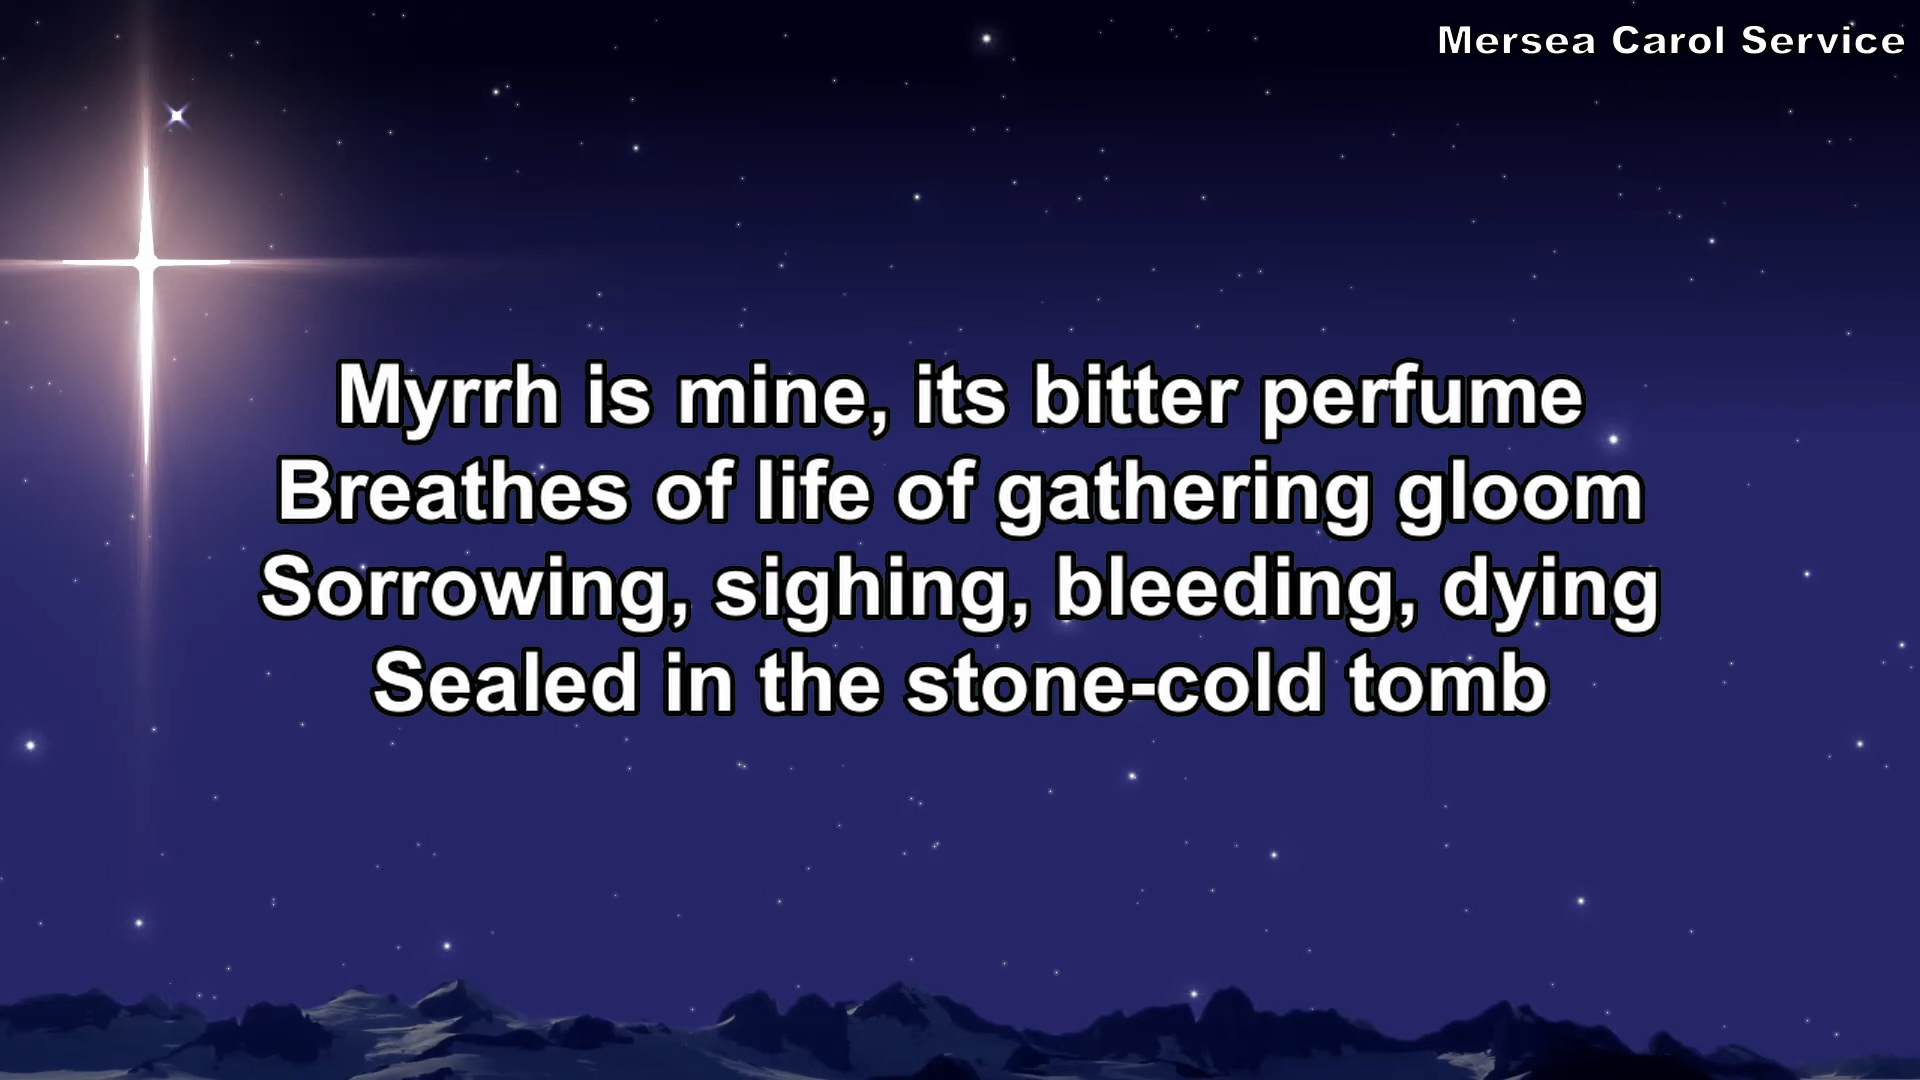 Mersea Carol Service
Myrrh is mine, its bitter perfume
Breathes of life of gathering gloom
Sorrowing, sighing, bleeding, dying
Sealed in the stone-cold tomb